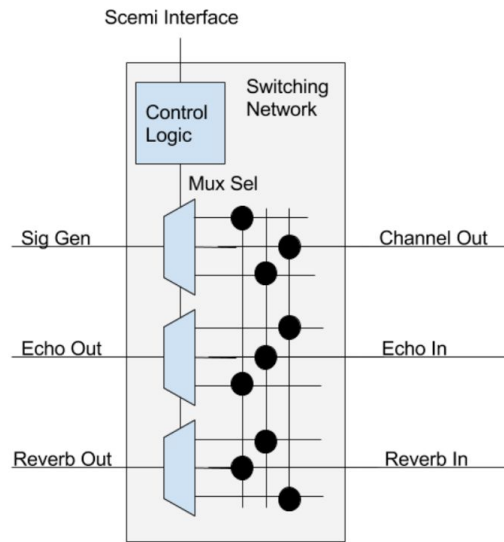 Scemi Interface
Switching
Network
Control
Logic
Mux Sel
Sig Gen
Channel Out
Echo Out
Echo In
Reverb Out
Reverb In